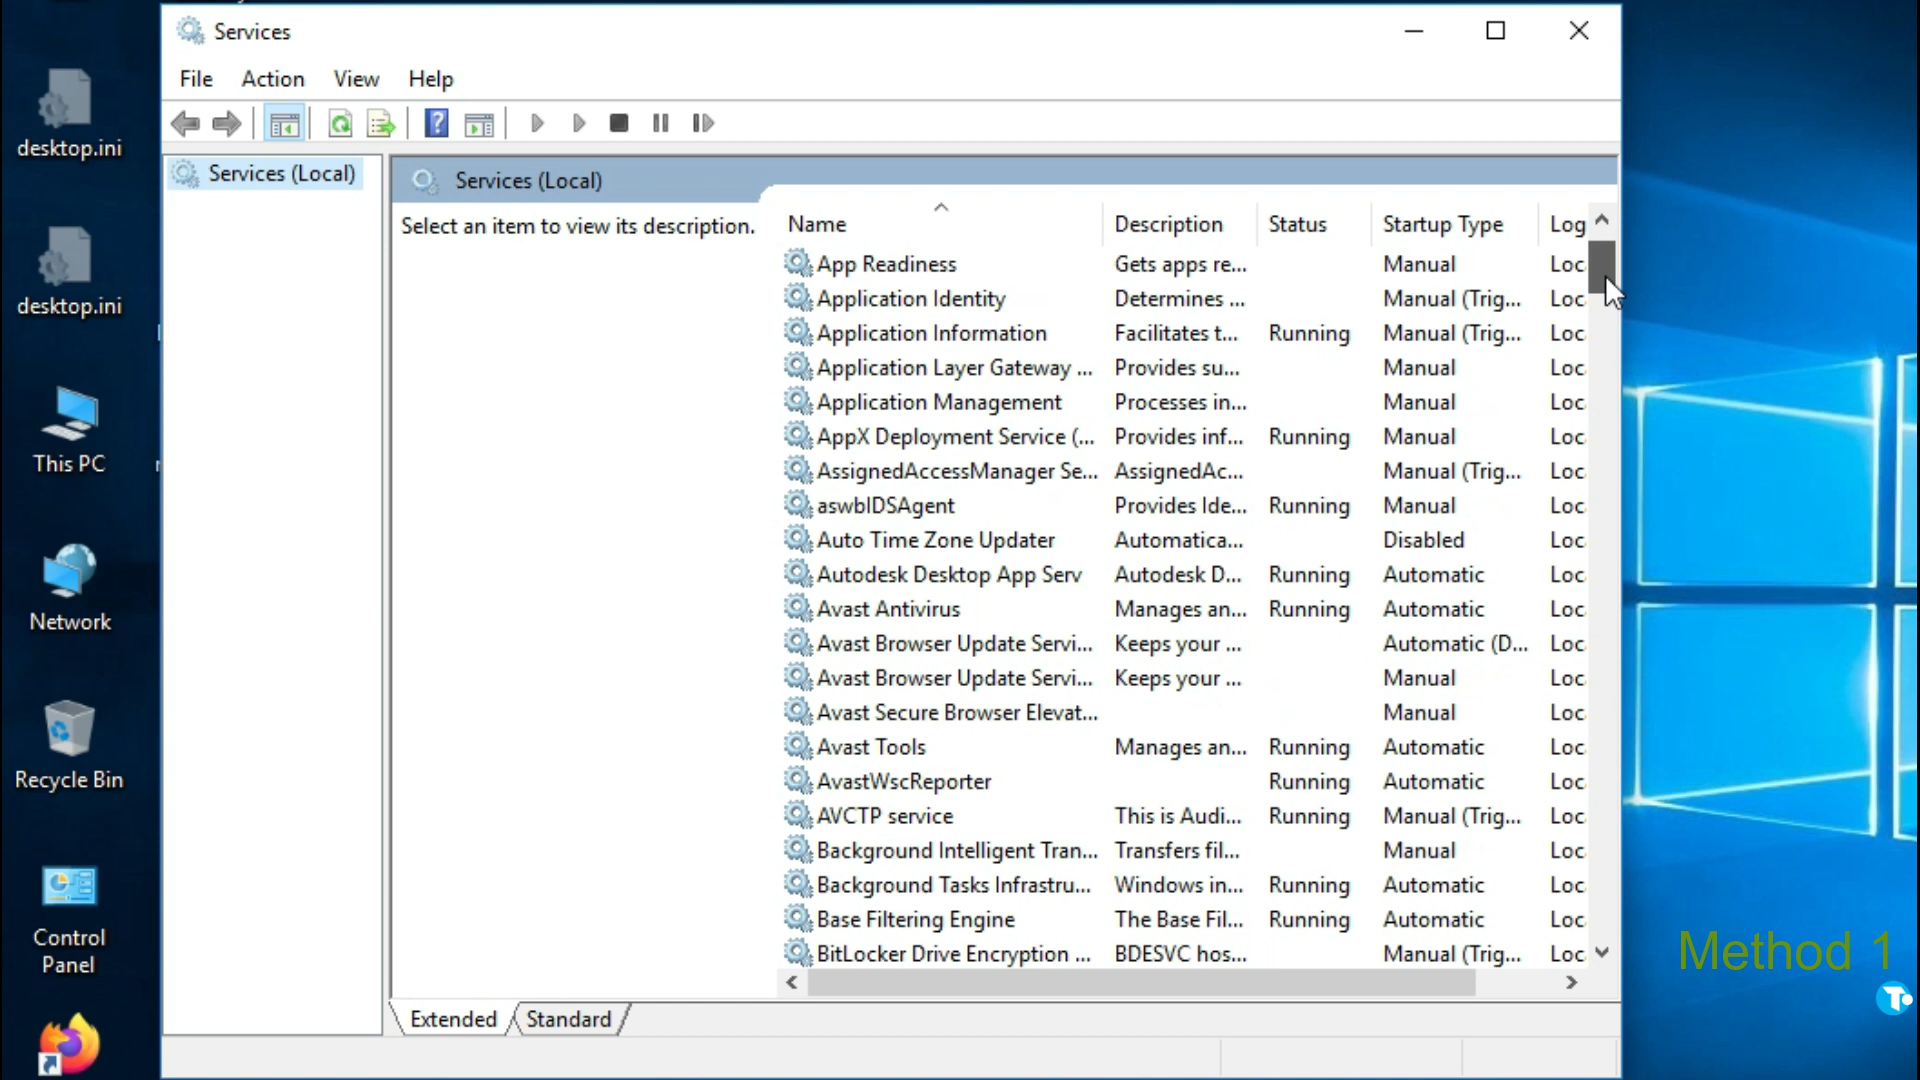 Services
File Action View Help
desktop.ini
desktop.ini
This PC
Network
Recycle Bin
Control
Panel
Services (Local)
Services (Local)
Select an item to view its description.
Name Description Status Startup Type Log
App Readiness Gets apps re... Manual Loc
Application Identity Determines ... Manual (Trig... Loc
Application Information Facilitates t... Running Manual (Trig... Loc
Application Layer Gateway ... Provides su... Manual Loc
Application Management Processes in... Manual Loc
AppX Deployment Service (... Provides inf... Running Manual Loc
AssignedAccessManager Se... AssignedAc... Manual (Trig... Loc
aswbIDSAgent Provides Ide... Running Manual Loc
Auto Time Zone Updater Automatica... Disabled Loc
Autodesk Desktop App Serv Autodesk D... Running Automatic Loc
Avast Antivirus Manages an... Running Automatic Loc
Avast Browser Update Servi... Keeps your ... Automatic (D... Loc
Avast Browser Update Servi... Keeps your ... Manual Loc
Avast Secure Browser Elevat... Manual Loc
Avast Tools Manages an... Running Automatic Loc
AvastWscReporter Running Automatic Loc
AVCTP service This is Audi... Running Manual (Trig... Loc
Background Intelligent Tran... Transfers fil... Manual Loc
Background Tasks Infrastru... Windows in... Running Automatic Loc
Base Filtering Engine The Base Fil... Running Automatic Loc
BitLocker Drive Encryption ... BDESVC hos... Manual (Trig... Loc
Extended Standard
Method 1